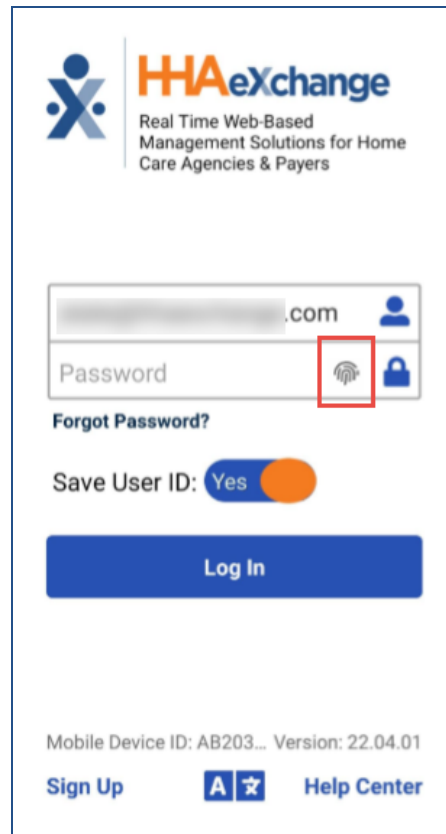 HHAeXchange
Real Time Web-Based
Management Solutions for Home
Care Agencies & Payers
.com
Password
Forgot Password?
Save User ID: Yes
Log In
Mobile Device ID: AB203... Version: 22.04.01
Sign Up A 文 Help Center